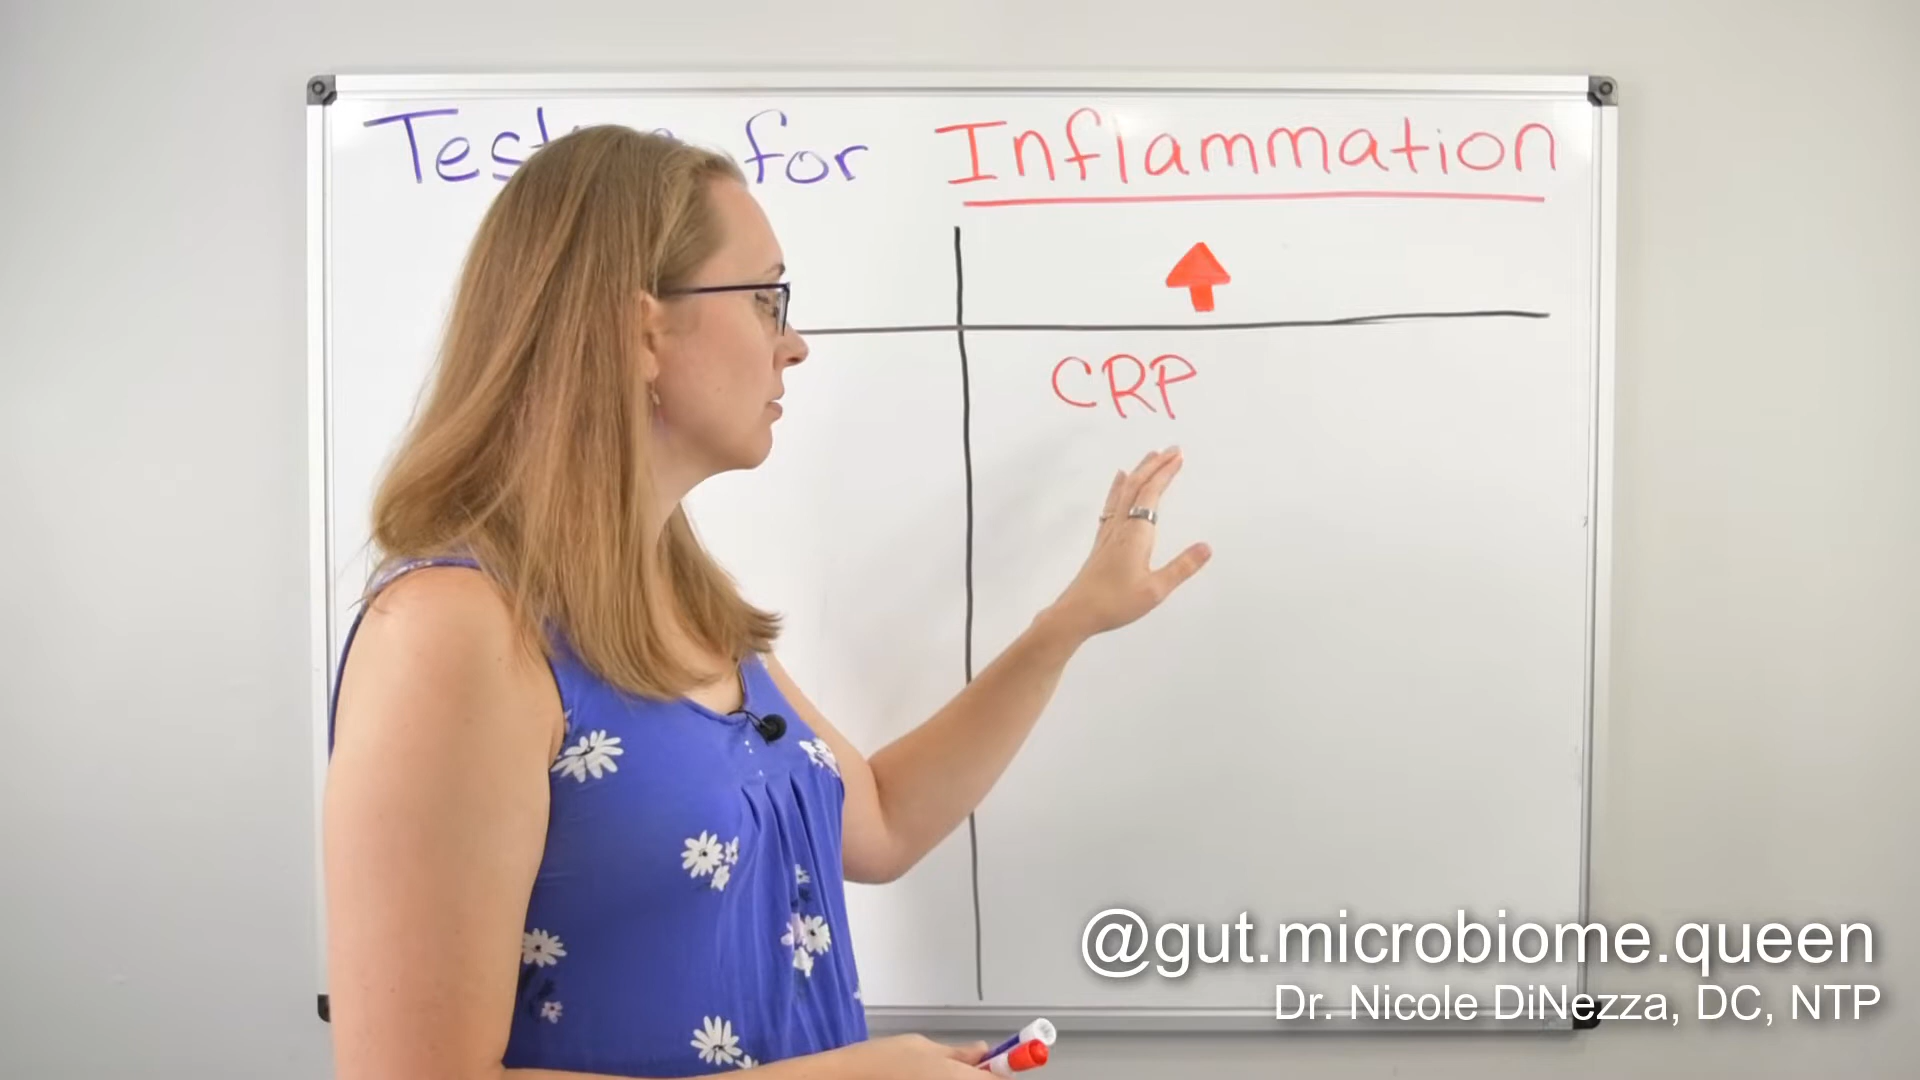 for Inflammation
CRP
@gut.microbiome.queen
Dr. Nicole DiNezza, DC, NTP